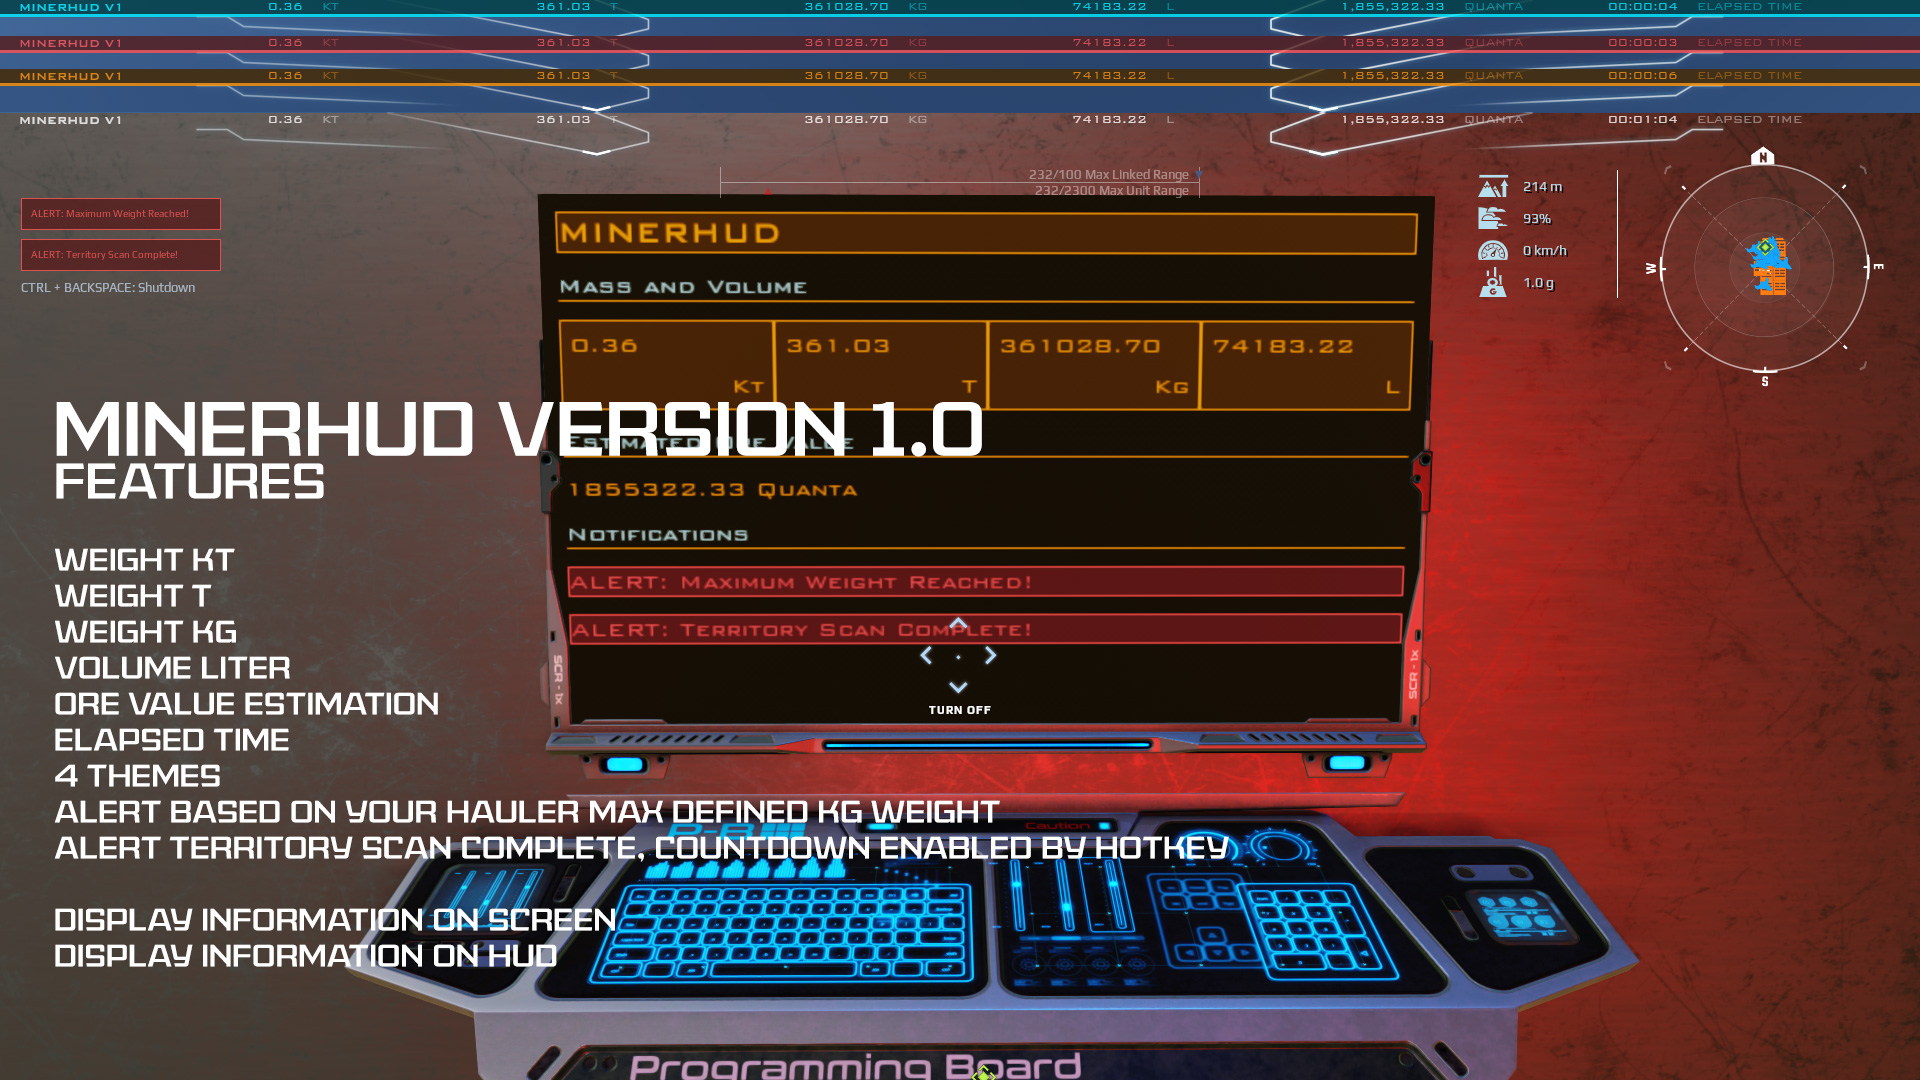 MINERHUD V1 0.36 KT 361.03 T 361028.70 KG 74183.22 L 1,855,322.33 QUANTA 00:00:04 ELAPSED TIME
MINERHUD V1 0.36 KT 361.03 T 361028.70 KG 74183.22 L 1,855,322.33 QUANTA 00:00:03 ELAPSED TIME
MINERHUD V1 0.36 KT 361.03 T 361028.70 KG 74183.22 L 1,855,322.33 QUANTA 00:00:06 ELAPSED TIME
MINERHUD V1 0.36 KT 361.03 T 361028.70 KG 74183.22 L 1,855,322.33 QUANTA 00:01:04 ELAPSED TIME
232/100 Max Linked Range
232/2300 Max Unit Range
ALERT: Maximum Weight Reached!
ALERT: Territory Scan Complete!
CTRL + BACKSPACE: Shutdown
214 m
93%
0 km/h
1.0 g
G
N
W
E
S
MINERHUD
Mass and Volume
0.36 Kt
361.03 T
361028.70 Kg
74183.22 L
Estimated Ore Value
1855322.33 Quanta
Notifications
ALERT: Maximum Weight Reached!
ALERT: Territory Scan Complete!
TURN OFF
SCR - 1x
SCR - 1x
MINERHUD VERSION 1.0
FEATURES
WEIGHT KT
WEIGHT T
WEIGHT KG
VOLUME LITER
ORE VALUE ESTIMATION
ELAPSED TIME
4 THEMES
ALERT BASED ON YOUR HAULER MAX DEFINED KG WEIGHT
ALERT TERRITORY SCAN COMPLETE, COUNTDOWN ENABLED BY HOTKEY
DISPLAY INFORMATION ON SCREEN
DISPLAY INFORMATION ON HUD
Caution
Programming Board